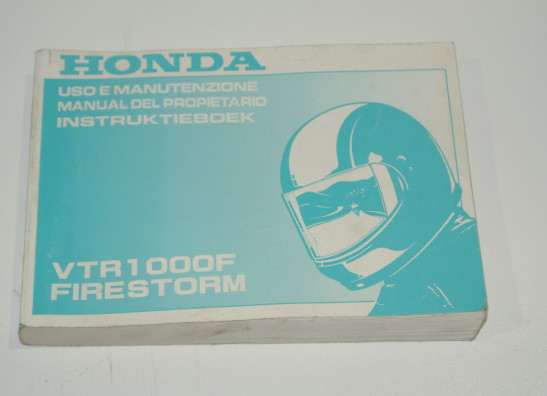 HONDA
USO E MANUTENZIONE
MANUAL DEL PROPIETARIO
INSTRUKTIEBOEK
VTR1000F
FIRESTORM